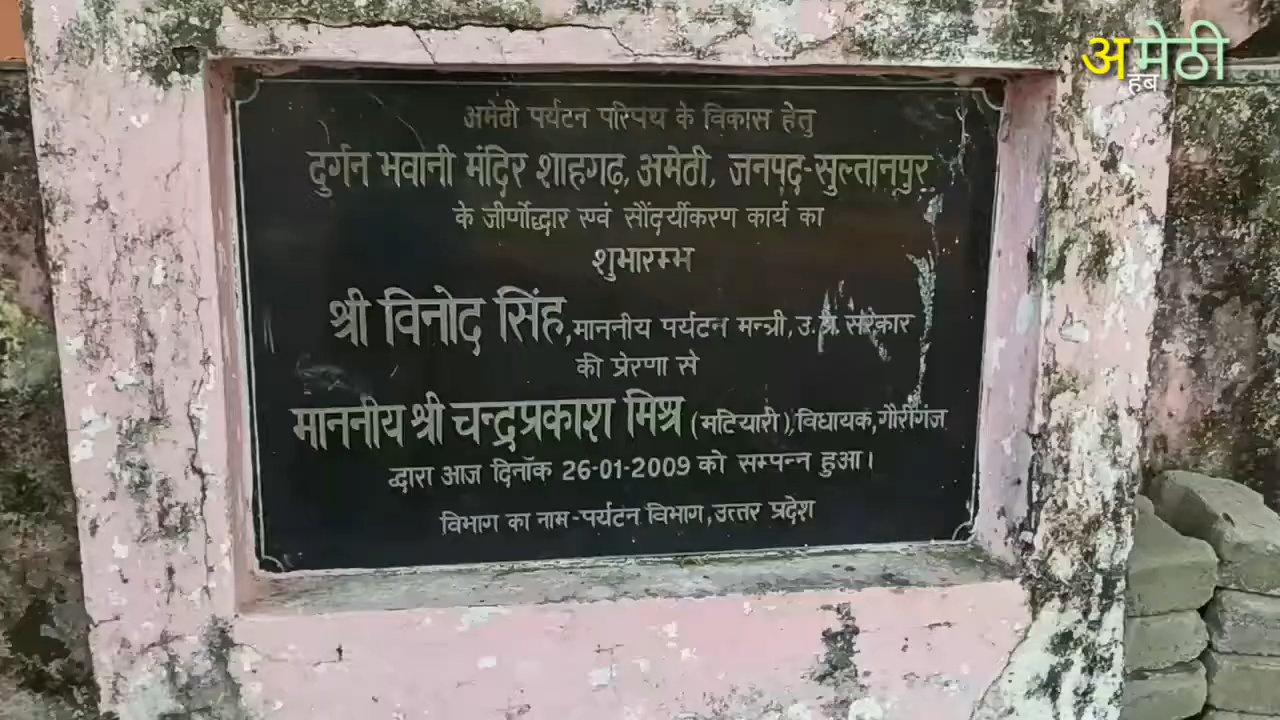 अमेठी
हब
अमेठी पर्यटन परिपथ के विकास हेतु
दुर्गन भवानी मंदिर शाहगढ़, अमेठी, जनपद-सुल्तानपुर
के जीर्णोद्धार एवं सौंदर्यीकरण कार्य का
शुभारम्भ
श्री विनोद सिंह, माननीय पर्यटन मन्त्री, उ.प्र. सरकार
की प्रेरणा से
माननीय श्री चन्द्रप्रकाश मिश्र (मटियारी), विधायक, गौरीगंज
द्वारा आज दिनॉक 26-01-2009 को सम्पन्न हुआ।
विभाग का नाम-पर्यटन विभाग, उत्तर प्रदेश